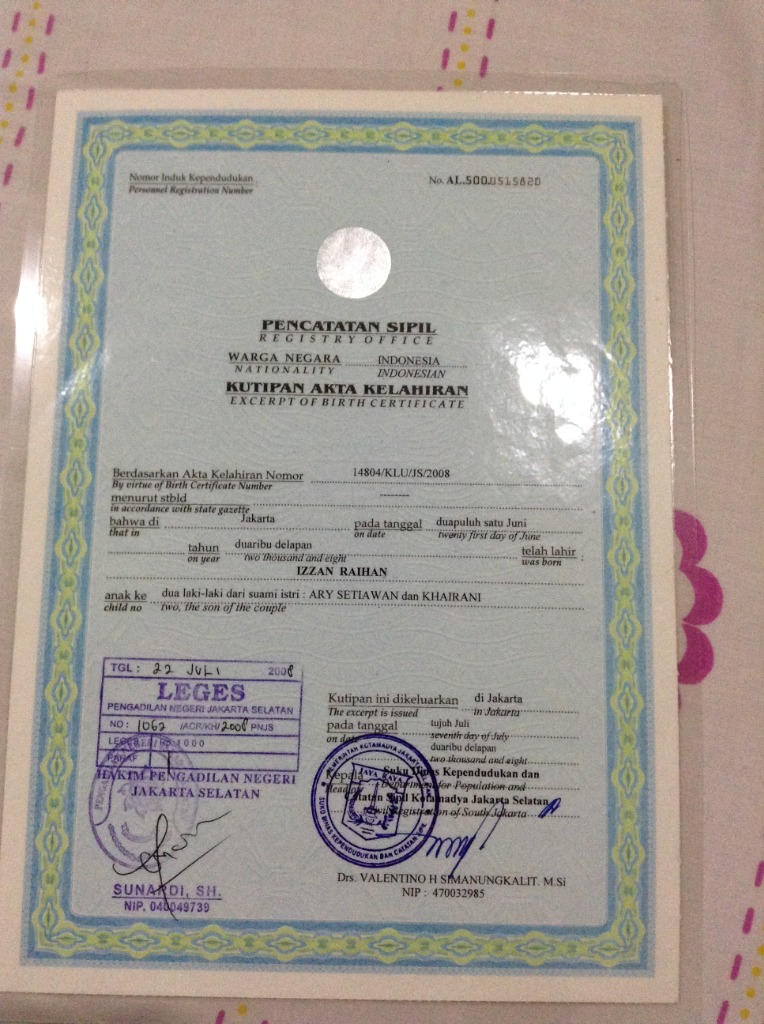 Nomor Induk Kependudukan
Personnel Registration Number
No. AL.500.0515820
PENCATATAN SIPIL
REGISTRY OFFICE
WARGA NEGARA INDONESIA
NATIONALITY INDONESIAN
KUTIPAN AKTA KELAHIRAN
EXCERPT OF BIRTH CERTIFICATE
Berdasarkan Akta Kelahiran Nomor 14804/KLU/JS/2008
By virtue of Birth Certificate Number
menurut stbld -------
in accordance with state gazette
bahwa di Jakarta pada tanggal duapuluh satu Juni
that in on date twenty first day of June
tahun duaribu delapan telah lahir
on year two thousand and eight was born
IZZAN RAIHAN
anak ke dua laki-laki dari suami istri : ARY SETIAWAN dan KHAIRANI
child no two, the son of the couple
TGL : 22 JULI 2008
LEGES
PENGADILAN NEGERI JAKARTA SELATAN
NO : 1062 /ACR/KH/2008 PNJS
HAKIM PENGADILAN NEGERI
JAKARTA SELATAN
SUNARDI, SH.
NIP. 040049739
Kutipan ini dikeluarkan di Jakarta
The excerpt is issued in Jakarta
pada tanggal tujuh Juli
on date seventh day of July
duaribu delapan
two thousand and eight
Kepala Suku Dinas Kependudukan dan
Department for Population and
Catatan Sipil Kotamadya Jakarta Selatan
Civil Registration of South Jakarta
JAYA RAYA
SUKU DINAS KEPENDUDUKAN DAN CATATAN SIPIL
Drs. VALENTINO H SIMANUNGKALIT. M.Si
NIP : 470032985